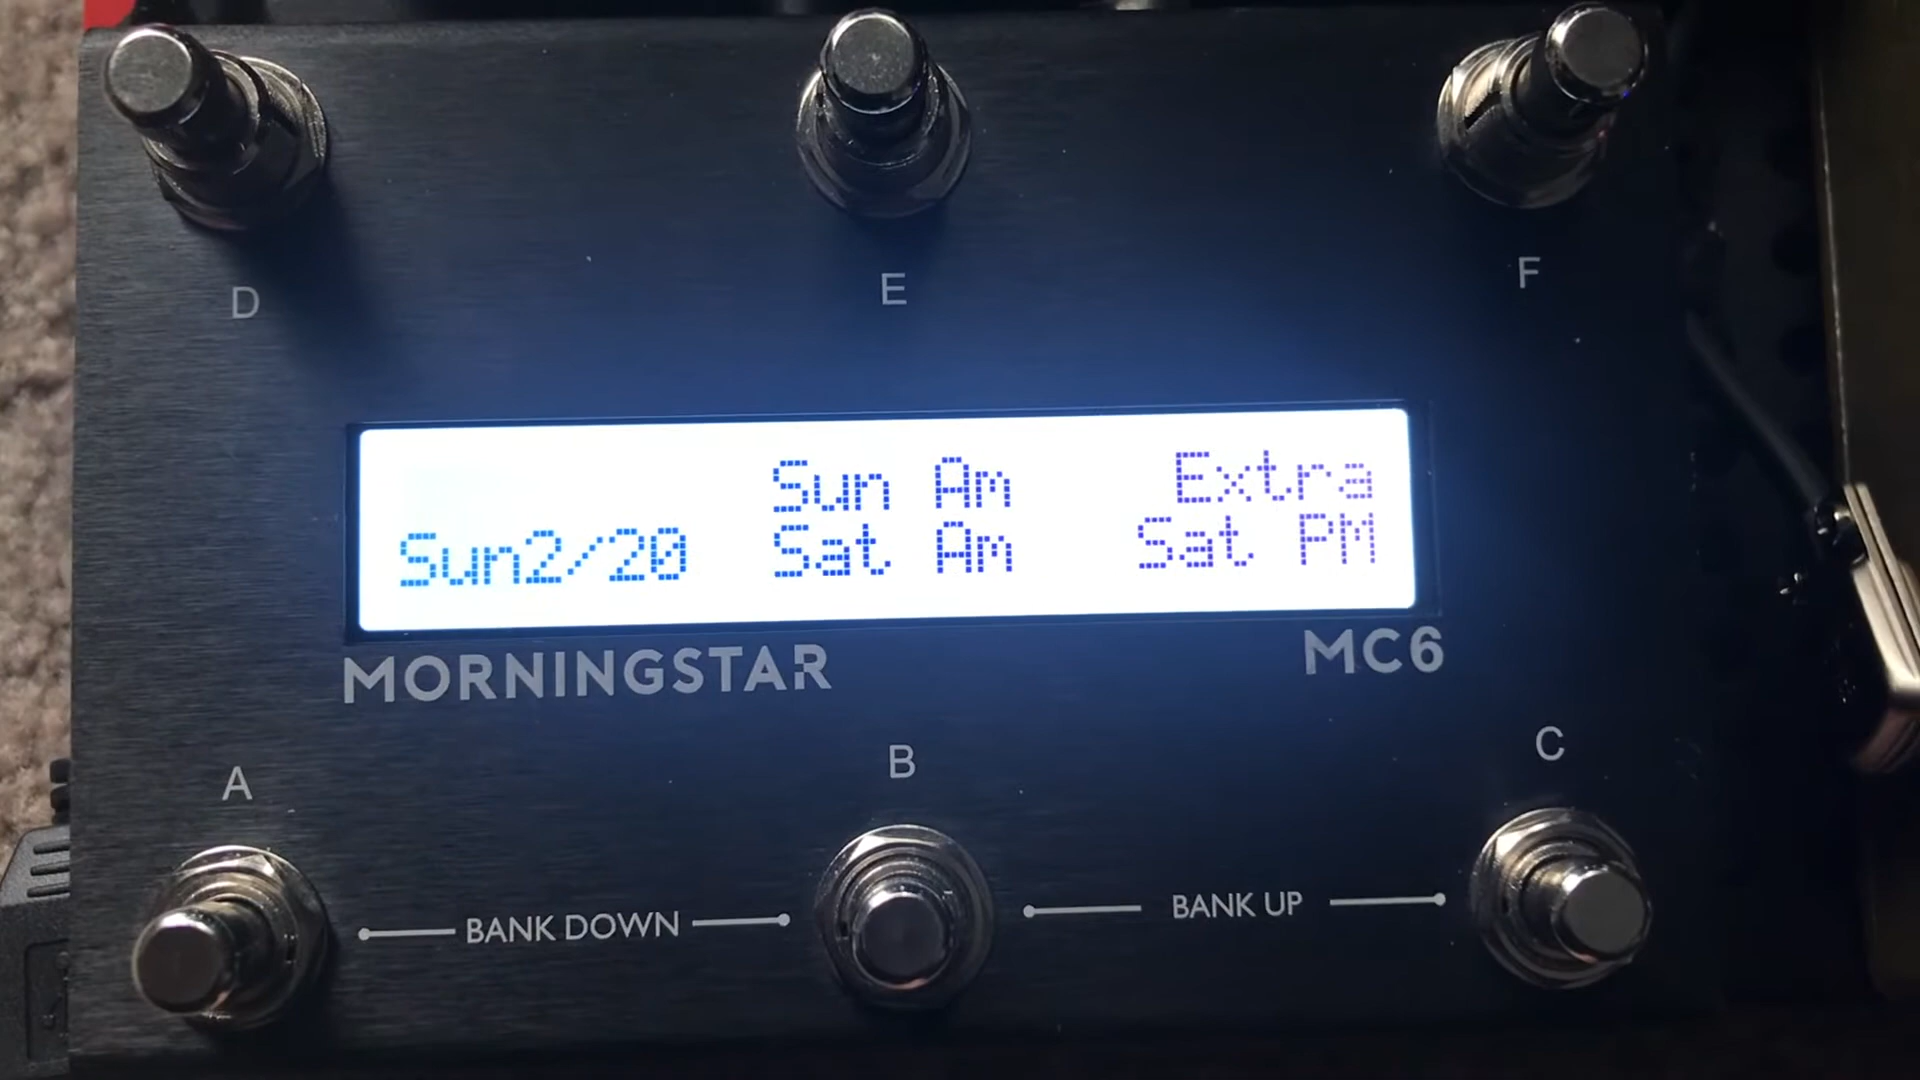 D E F
Sun Am Extra
Sun2/20 Sat Am Sat PM
MORNINGSTAR MC6
A B C
BANK DOWN BANK UP